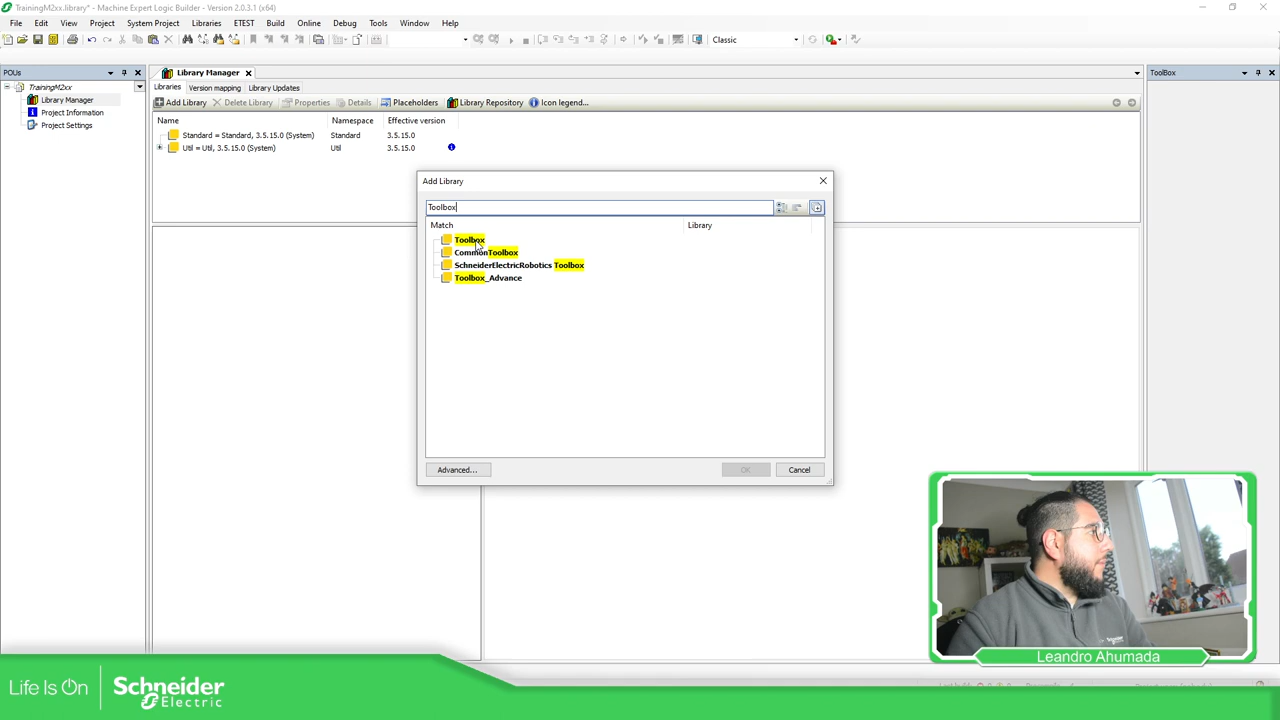 TrainingM2xx.library* - Machine Expert Logic Builder - Version 2.0.3.1 (x64)
File Edit View Project System Project Libraries ETEST Build Online Debug Tools Window Help
Classic
POUs
Library Manager
ToolBox
TrainingM2xx
Libraries Version mapping Library Updates
Library Manager
Add Library Delete Library Properties Details Placeholders Library Repository Icon legend...
Project Information
Name Namespace Effective version
Project Settings
Standard = Standard, 3.5.15.0 (System) Standard 3.5.15.0
Util = Util, 3.5.15.0 (System) Util 3.5.15.0
Add Library
Toolbox
Match Library
Toolbox
CommonToolbox
SchneiderElectricRobotics Toolbox
Toolbox_Advance
Advanced... OK Cancel
Leandro Ahumada
Life Is On Schneider Electric